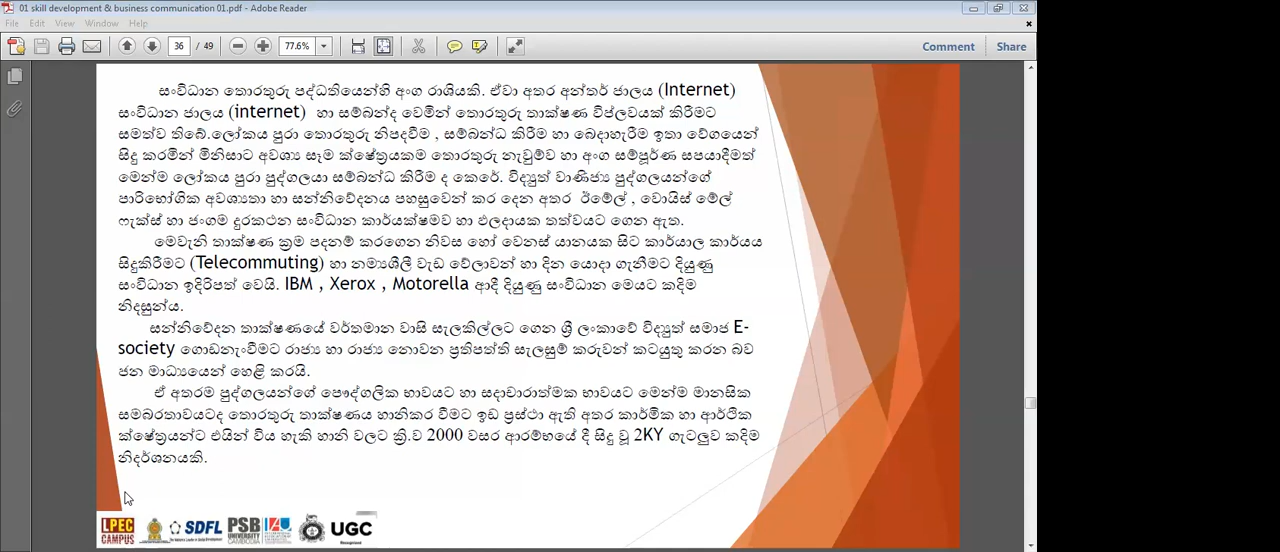 01 skill development & business communication 01.pdf - Adobe Reader
File Edit View Window Help
36 / 49 77.6% Comment Share
සංවිධාන තොරතුරු පද්ධතියෙන්හි අංග රාශියකි. ඒවා අතර අන්තර් ජාලය (Internet)
සංවිධාන ජාලය (internet) හා සම්බන්ද වෙමින් තොරතුරු තාක්ෂණ විප්ලවයක් කිරීමට
සමත්ව තිබේ.ලෝකය පුරා තොරතුරු නිපදවීම , සම්බන්ධ කිරීම හා බෙදාහැරීම ඉතා වේගයෙන්
සිදු කරමින් මිනිසාට අවශ්‍ය සෑම ක්ෂේත්‍රයකම තොරතුරු නැවුම්ව හා අංග සම්පූර්ණ සපයාදීමත්
මෙන්ම ලෝකය පුරා පුද්ගලයා සම්බන්ධ කිරීම ද කෙරේ. විද්‍යුත් වාණිජ්‍ය පුද්ගලයන්ගේ
පාරිභෝගික අවශ්‍යතා හා සන්නිවේදනය පහසුවෙන් කර දෙන අතර ඊමේල් , වොයිස් මේල්
ෆැක්ස් හා ජංගම දුරකථන සංවිධාන කාර්යක්ෂමව හා ඵලදායක තත්වයට ගෙන ඇත.
මෙවැනි තාක්ෂණ ක්‍රම පදනම් කරගෙන නිවස හෝ වෙනස් යානයක සිට කාර්යාල කාර්යය
සිදුකිරීමට (Telecommuting) හා නම්‍යශීලී වැඩ වේලාවන් හා දින යොදා ගැනීමට දියුණු
සංවිධාන ඉදිරිපත් වෙයි. IBM , Xerox , Motorella ආදී දියුණු සංවිධාන මෙයට කදිම
නිදසුන්ය.
සන්නිවේදන තාක්ෂණයේ වර්තමාන වාසි සැලකිල්ලට ගෙන ශ්‍රී ලංකාවේ විද්‍යුත් සමාජ E-
society ගොඩනැංවීමට රාජ්‍ය හා රාජ්‍ය නොවන ප්‍රතිපත්ති සැලසුම් කරුවන් කටයුතු කරන බව
ජන මාධ්‍යයෙන් හෙළි කරයි.
ඒ අතරම පුද්ගලයන්ගේ පෞද්ගලික භාවයට හා සදාචාරාත්මක භාවයට මෙන්ම මානසික
සමබරතාවයටද තොරතුරු තාක්ෂණය හානිකර වීමට ඉඩ ප්‍රස්ථා ඇති අතර කාර්මික හා ආර්ථික
ක්ෂේත්‍රයන්ට එයින් විය හැකි හානි වලට ක්‍රි.ව 2000 වසර ආරම්භයේ දී සිදු වූ 2KY ගැටලුව කදිම
නිදර්ශනයකි.
LPEC CAMPUS SDFL PSB UNIVERSITY CAMBODIA IAU UGC